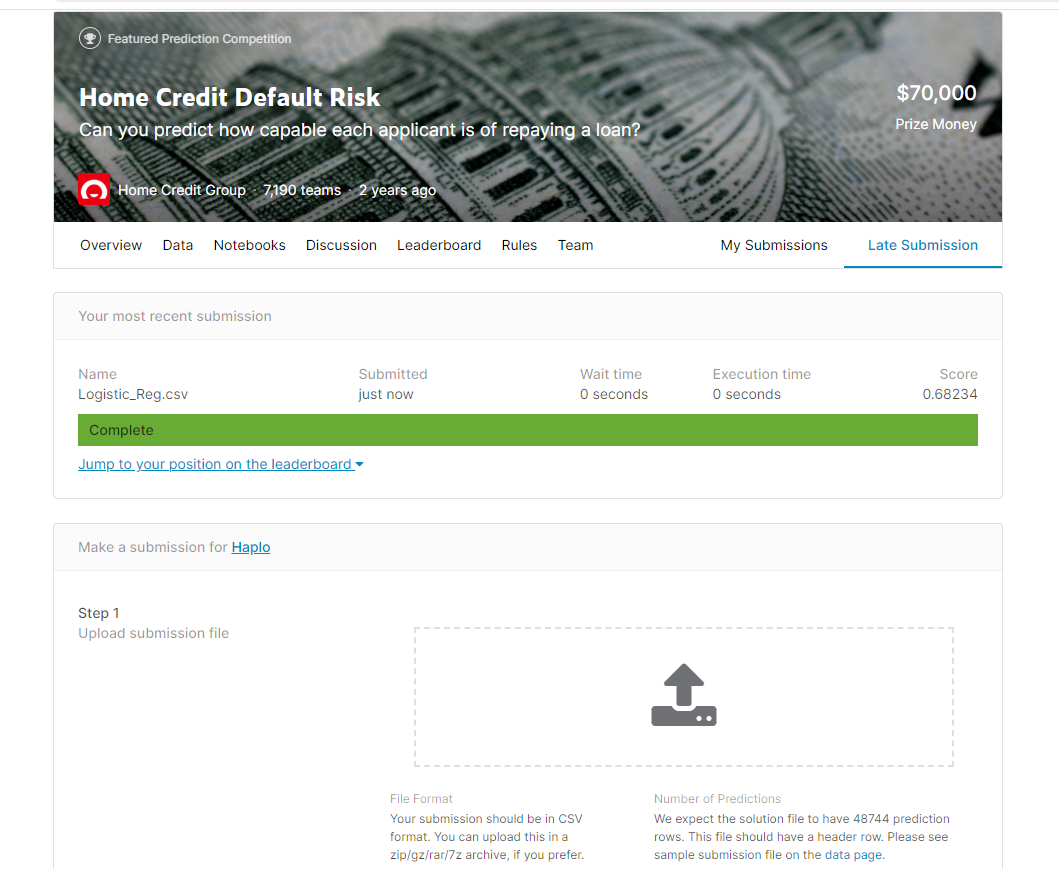 Featured Prediction Competition
Home Credit Default Risk
Can you predict how capable each applicant is of repaying a loan?
$70,000
Prize Money
Home Credit Group · 7,190 teams · 2 years ago
Overview Data Notebooks Discussion Leaderboard Rules Team My Submissions Late Submission
Your most recent submission
Name Submitted Wait time Execution time Score
Logistic_Reg.csv just now 0 seconds 0 seconds 0.68234
Complete
Jump to your position on the leaderboard
Make a submission for Haplo
Step 1
Upload submission file
File Format
Your submission should be in CSV
format. You can upload this in a
zip/gz/rar/7z archive, if you prefer.
Number of Predictions
We expect the solution file to have 48744 prediction
rows. This file should have a header row. Please see
sample submission file on the data page.